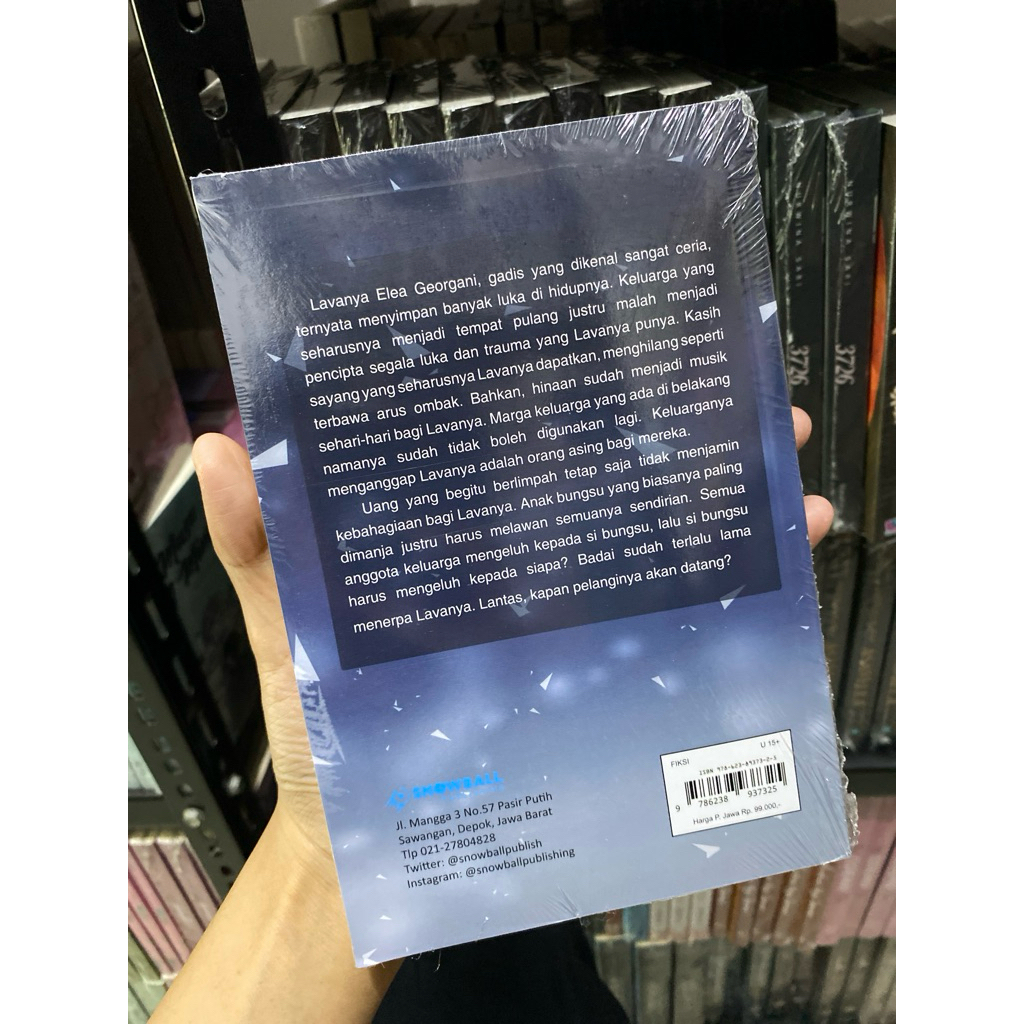 Lavanya Elea Georgani, gadis yang dikenal sangat ceria,
ternyata menyimpan banyak luka di hidupnya. Keluarga yang
seharusnya menjadi tempat pulang justru malah menjadi
pencipta segala luka dan trauma yang Lavanya punya. Kasih
sayang yang seharusnya Lavanya dapatkan, menghilang seperti
terbawa arus ombak. Bahkan, hinaan sudah menjadi musik
sehari-hari bagi Lavanya. Marga keluarga yang ada di belakang
namanya sudah tidak boleh digunakan lagi. Keluarganya
menganggap Lavanya adalah orang asing bagi mereka.
Uang yang begitu berlimpah tetap saja tidak menjamin
kebahagiaan bagi Lavanya. Anak bungsu yang biasanya paling
dimanja justru harus melawan semuanya sendirian. Semua
anggota keluarga mengeluh kepada si bungsu, lalu si bungsu
harus mengeluh kepada siapa? Badai sudah terlalu lama
menerpa Lavanya. Lantas, kapan pelanginya akan datang?
SNOWBALL
Jl. Mangga 3 No.57 Pasir Putih
Sawangan, Depok, Jawa Barat
Tlp 021-27804828
Twitter: @snowballpublish
Instagram: @snowballpublishing
FIKSI
U 15+
ISBN 978-623-89373-2-5
9 786238 937325
Harga P. Jawa Rp. 99.000,-
3726
3726